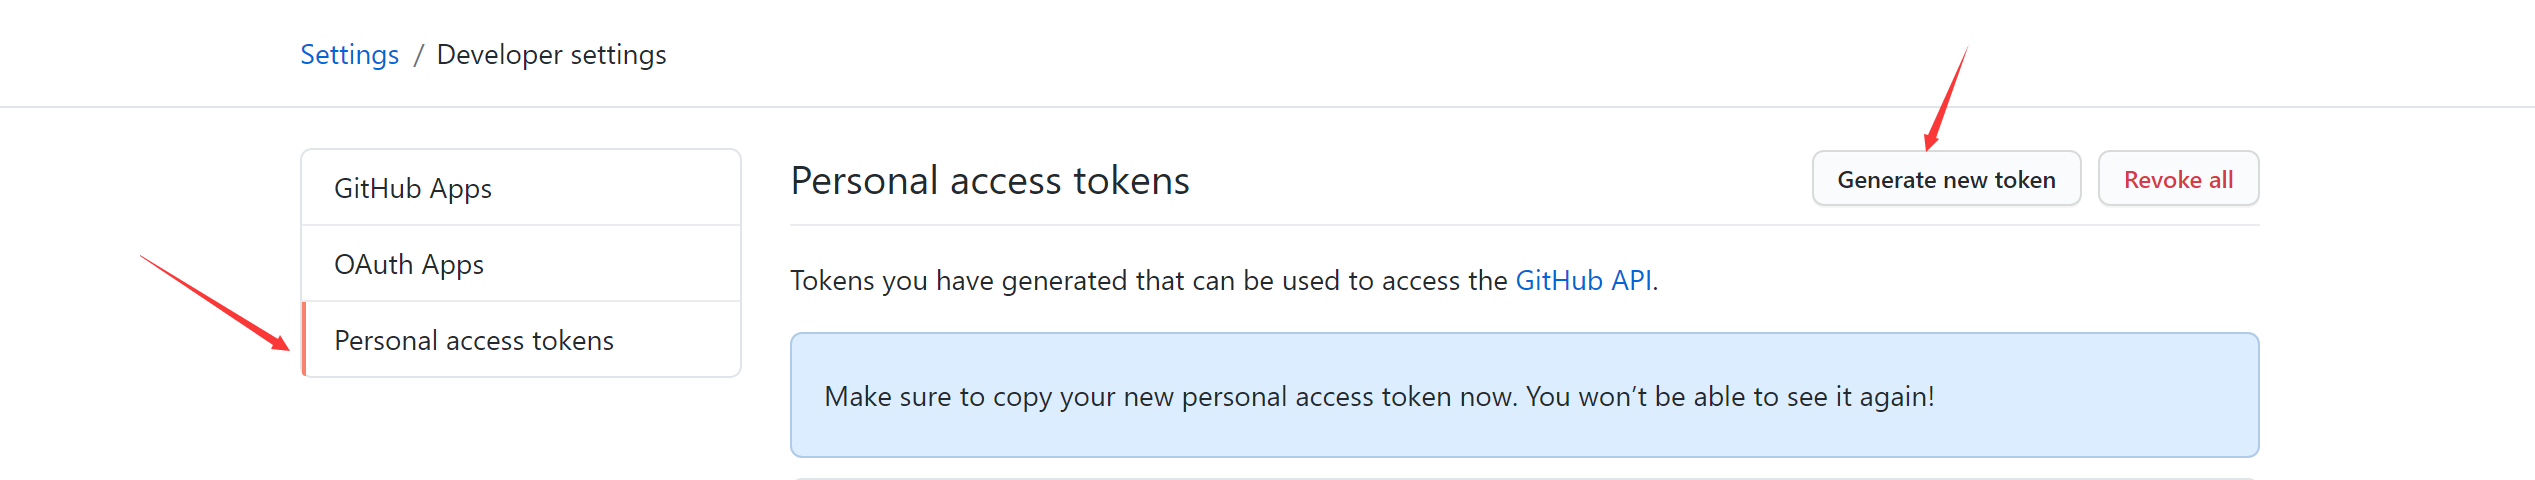 Settings / Developer settings
GitHub Apps
OAuth Apps
Personal access tokens
Personal access tokens
Generate new token
Revoke all
Tokens you have generated that can be used to access the GitHub API.
Make sure to copy your new personal access token now. You won’t be able to see it again!